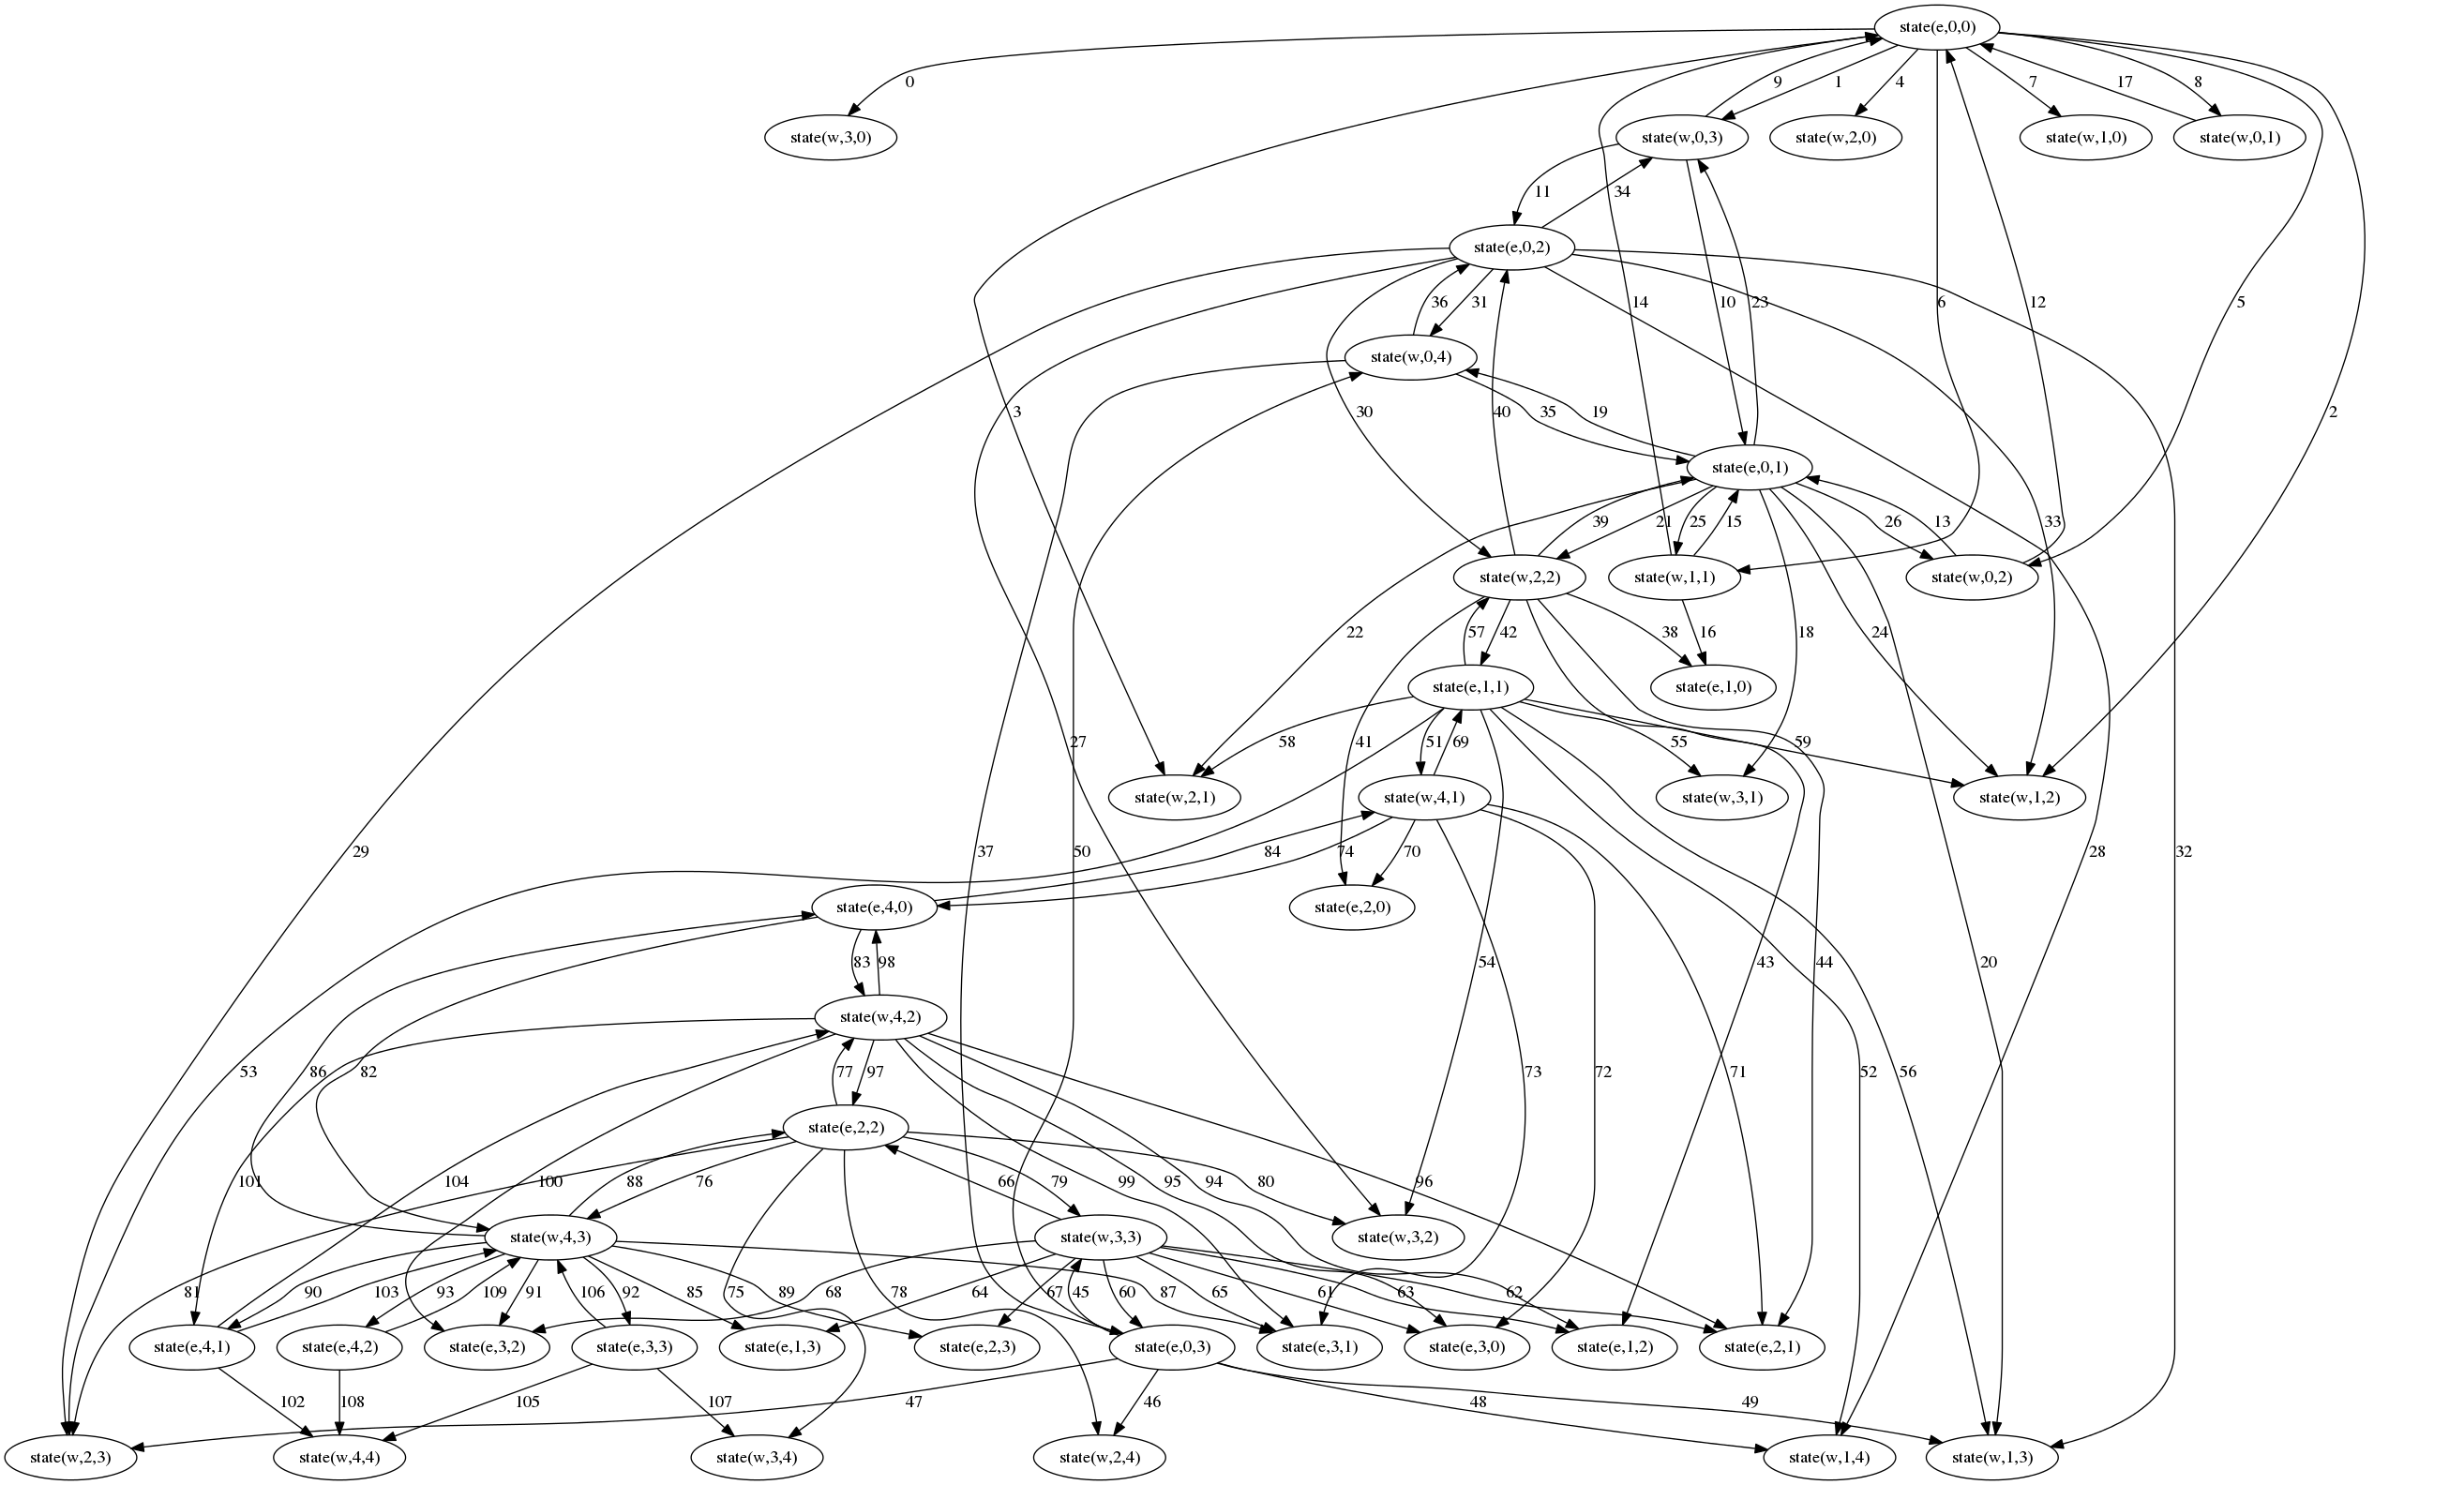 state(e,0,0)
0
9
1
4
7
17
8
state(w,3,0)
state(w,0,3)
state(w,2,0)
state(w,1,0)
state(w,0,1)
11
34
state(e,0,2)
36
31
14
10
23
6
12
5
state(w,0,4)
3
30
40
35
19
2
state(e,0,1)
39
21
25
15
26
13
33
state(w,2,2)
state(w,1,1)
state(w,0,2)
22
57
42
38
16
18
24
state(e,1,1)
state(e,1,0)
27
58
41
51
69
55
59
state(w,2,1)
state(w,4,1)
state(w,3,1)
state(w,1,2)
29
37
50
84
74
70
28
32
state(e,4,0)
state(e,2,0)
83
98
54
43
44
20
state(w,4,2)
53
86
82
77
97
73
72
71
52
56
state(e,2,2)
101
104
100
88
76
66
79
99
95
94
80
96
state(w,4,3)
state(w,3,3)
state(w,3,2)
81
90
103
93
109
91
106
92
85
75
89
68
78
64
67
45
60
87
65
61
63
62
state(e,4,1)
state(e,4,2)
state(e,3,2)
state(e,3,3)
state(e,1,3)
state(e,2,3)
state(e,0,3)
state(e,3,1)
state(e,3,0)
state(e,1,2)
state(e,2,1)
102
108
105
107
47
46
48
49
state(w,2,3)
state(w,4,4)
state(w,3,4)
state(w,2,4)
state(w,1,4)
state(w,1,3)